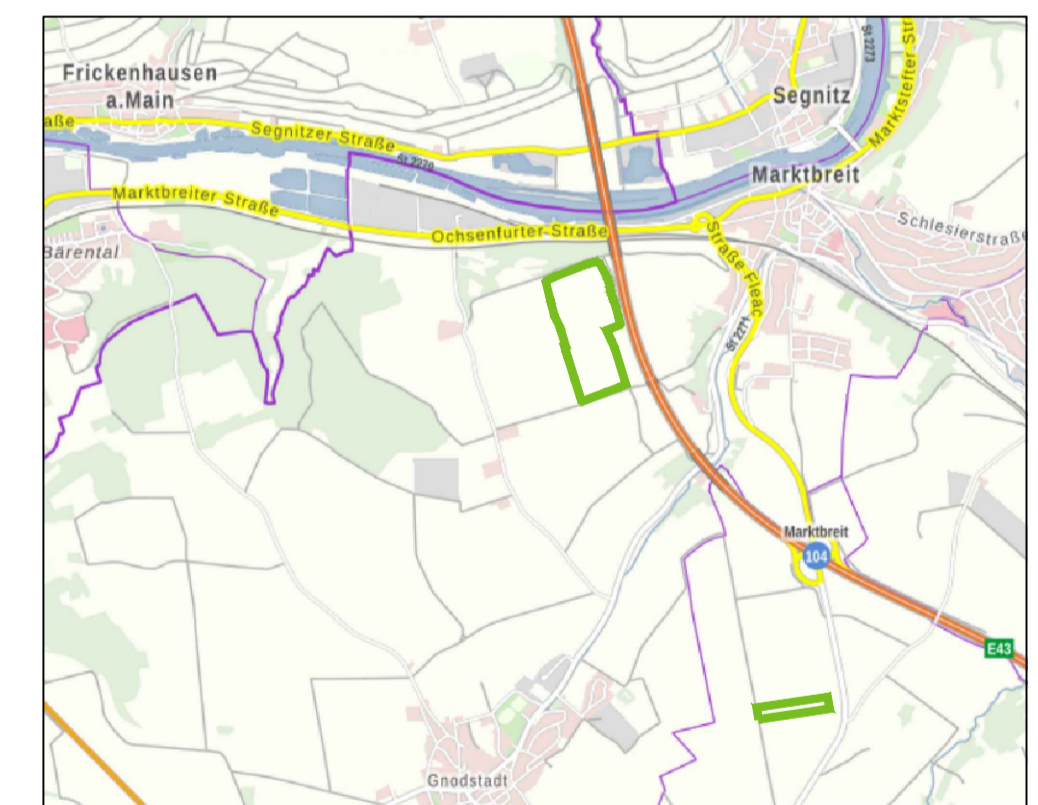 Frickenhausen
a.Main
Segnitz
St 2273
Marktstefter-Str
aße
Segnitzer Straße
St 2270
Marktbreit
Marktbreiter Straße
Schlesierstraße
Bärental
Ochsenfurter-Straße
Straße Fleac
St 2271
Marktbreit
104
E43
Gnodstadt